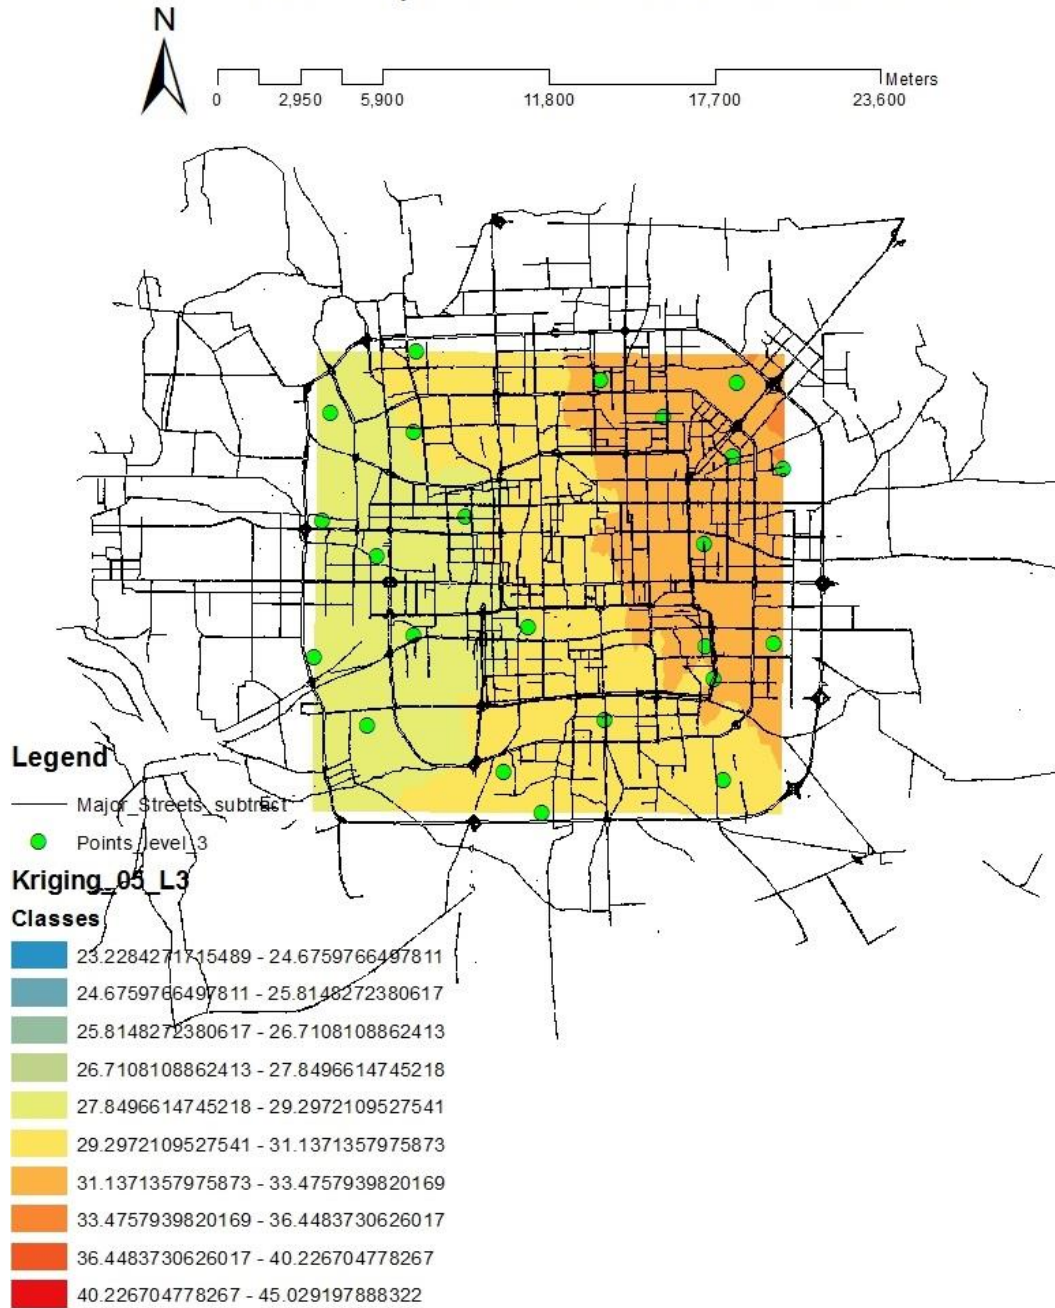 N
Meters
0 2,950 5,900 11,800 17,700 23,600
Legend
Major_Streets_subtract
Points_level_3
Kriging_05_L3
Classes
23.2284271715489 - 24.6759766497811
24.6759766497811 - 25.8148272380617
25.8148272380617 - 26.7108108862413
26.7108108862413 - 27.8496614745218
27.8496614745218 - 29.2972109527541
29.2972109527541 - 31.1371357975873
31.1371357975873 - 33.4757939820169
33.4757939820169 - 36.4483730626017
36.4483730626017 - 40.226704778267
40.226704778267 - 45.029197888322